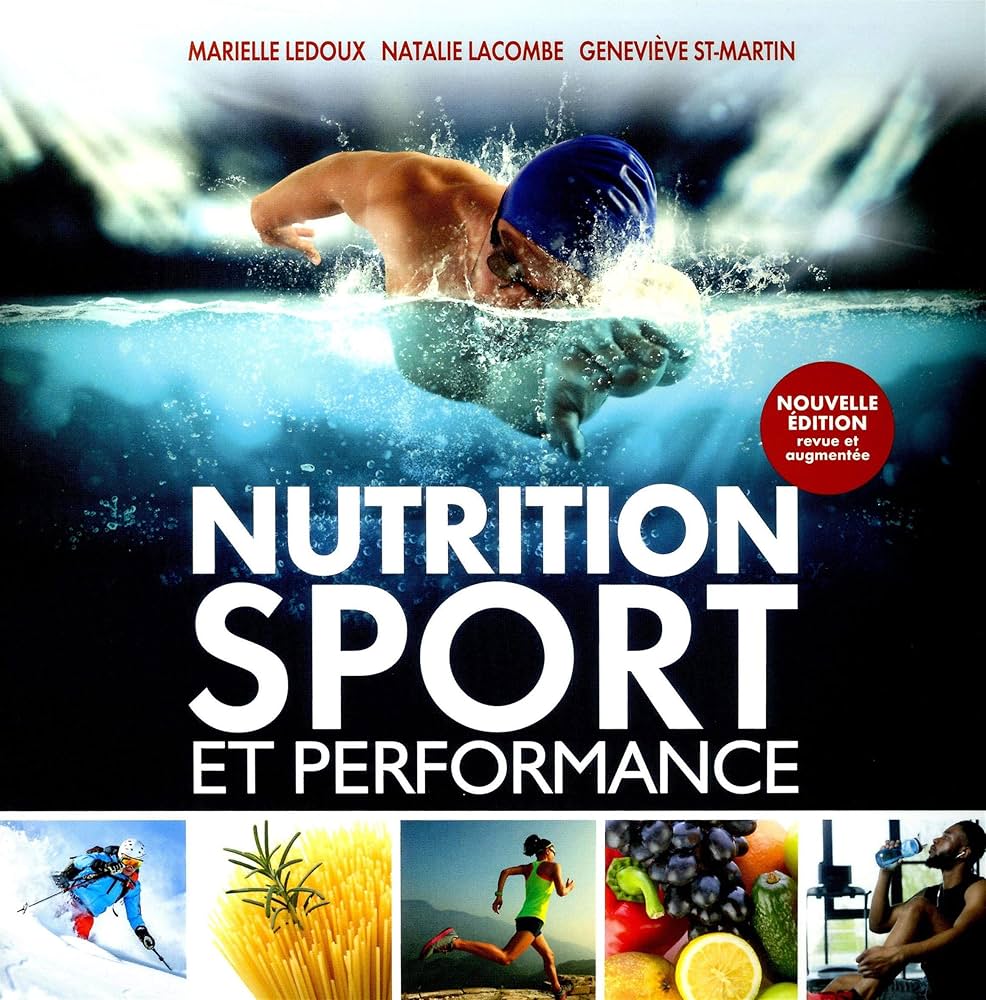 MARIELLE LEDOUX NATALIE LACOMBE GENEVIÈVE ST-MARTIN
NOUVELLE
ÉDITION
revue et
augmentée
NUTRITION
SPORT
ET PERFORMANCE